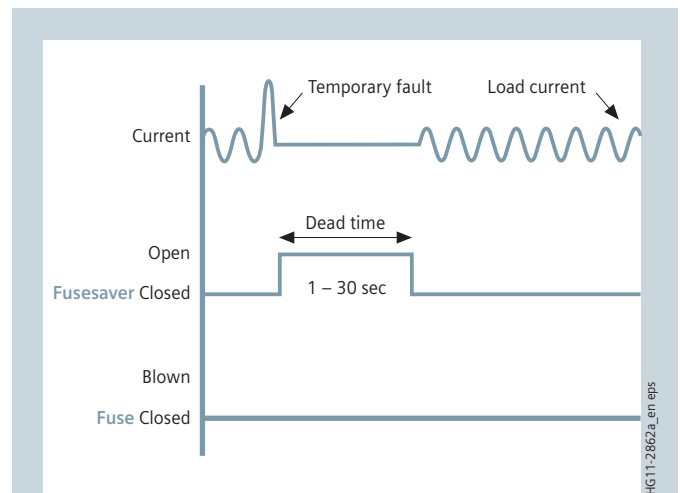 Temporary fault
Load current
Current
Dead time
Open
Fusesaver Closed
1 – 30 sec
Blown
Fuse Closed
HG11-2862a_en eps